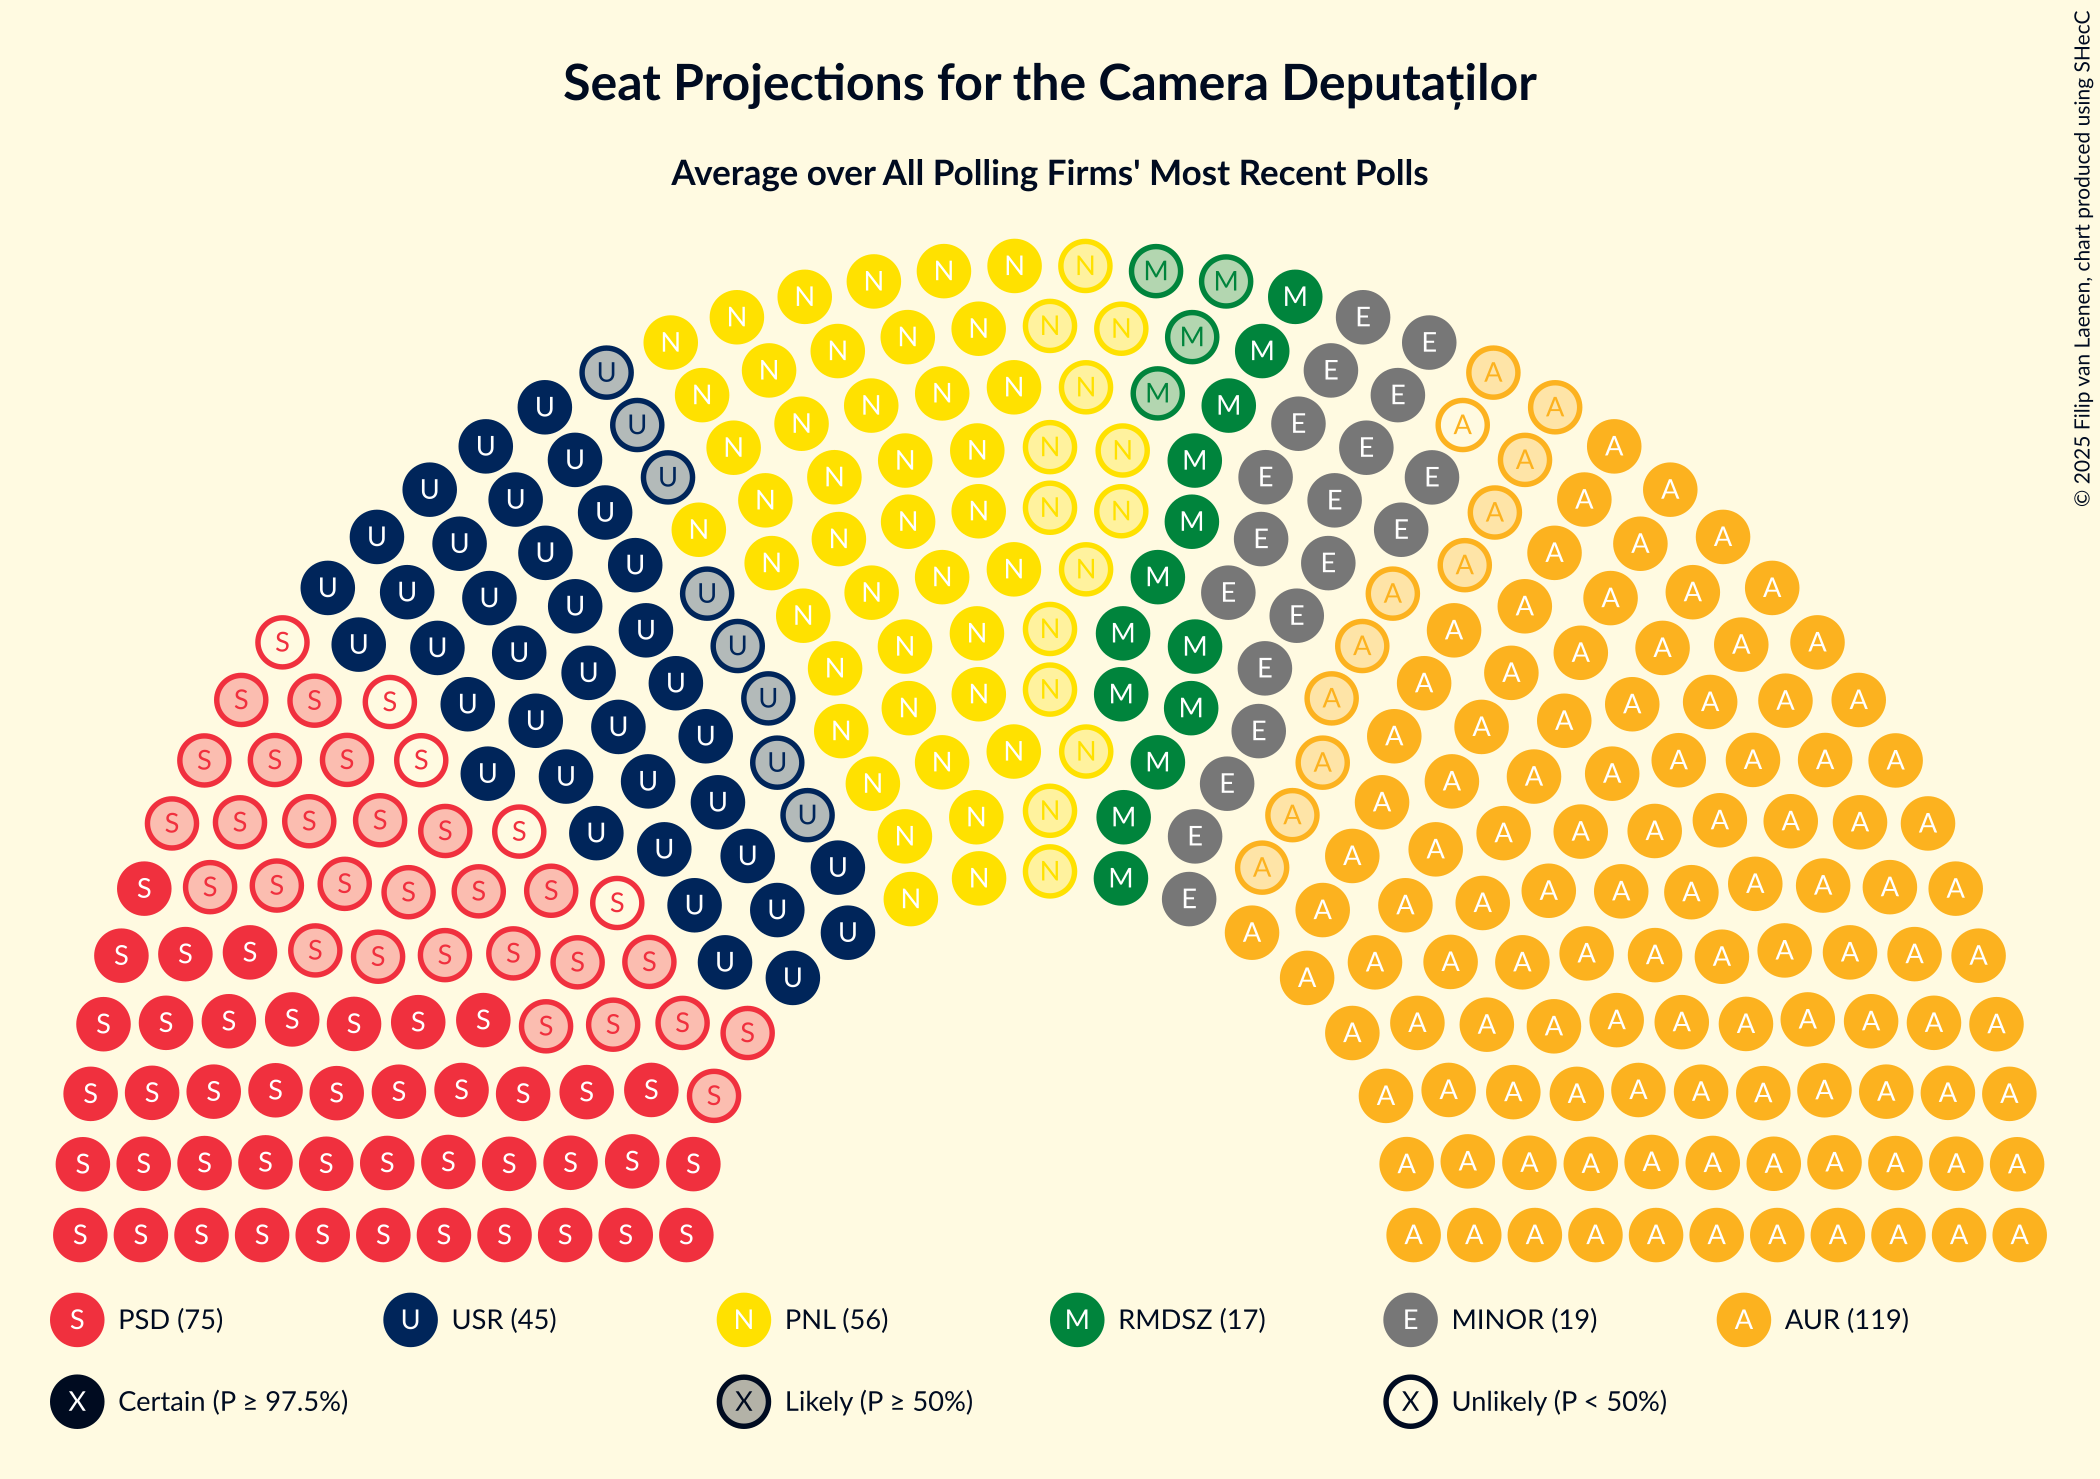 Seat Projections for the Camera Deputaților
Average over All Polling Firms' Most Recent Polls
© 2025 Filip van Laenen, chart produced using SHecC
S PSD (75) U USR (45) N PNL (56) M RMDSZ (17) E MINOR (19) A AUR (119)
X Certain (P ≥ 97.5%) X Likely (P ≥ 50%) X Unlikely (P < 50%)